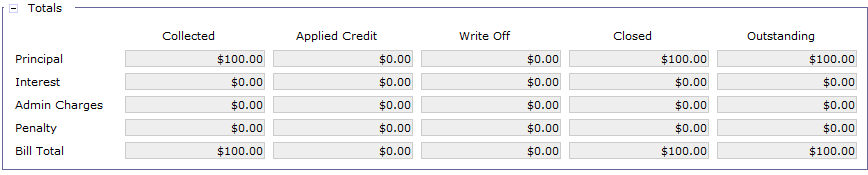 Totals
Collected Applied Credit Write Off Closed Outstanding
Principal $100.00 $0.00 $0.00 $100.00 $100.00
Interest $0.00 $0.00 $0.00 $0.00 $0.00
Admin Charges $0.00 $0.00 $0.00 $0.00 $0.00
Penalty $0.00 $0.00 $0.00 $0.00 $0.00
Bill Total $100.00 $0.00 $0.00 $100.00 $100.00